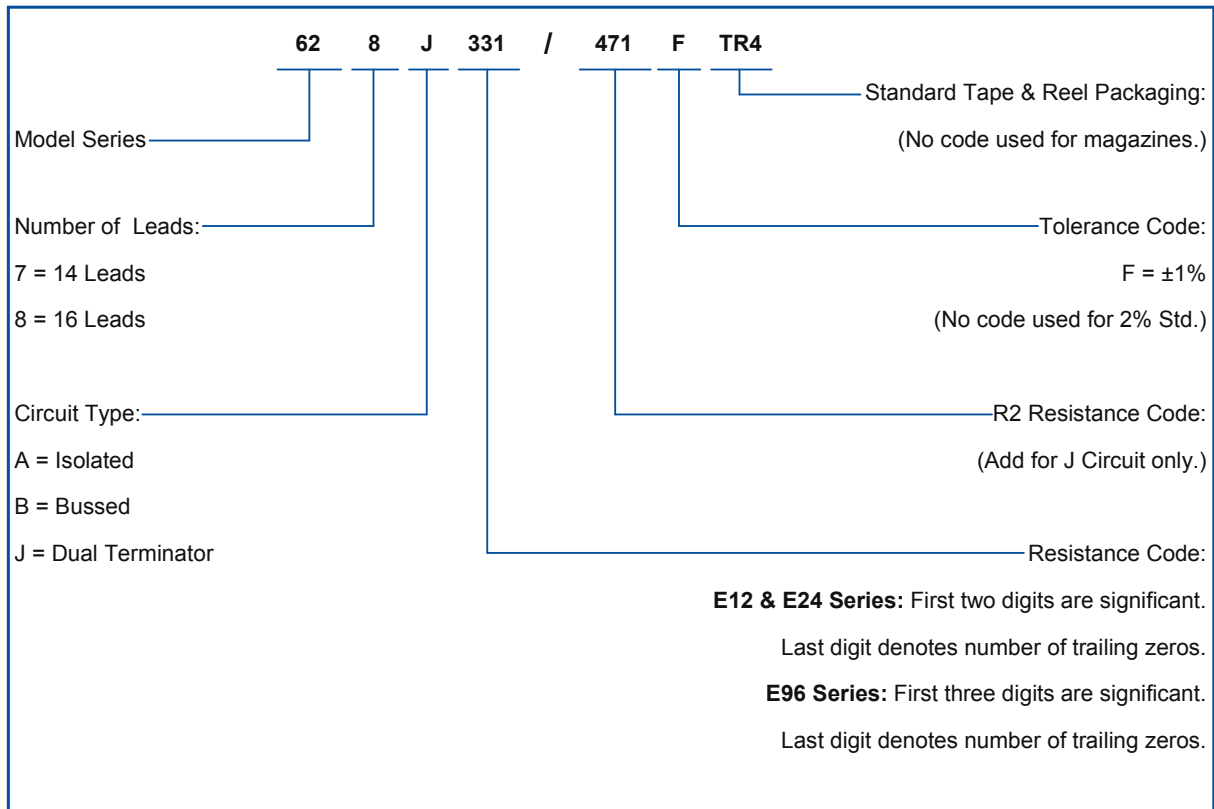 62 8 J 331 / 471 F TR4
Standard Tape & Reel Packaging:
Model Series
(No code used for magazines.)
Number of Leads:
Tolerance Code:
7 = 14 Leads
F = ±1%
8 = 16 Leads
(No code used for 2% Std.)
Circuit Type:
R2 Resistance Code:
A = Isolated
(Add for J Circuit only.)
B = Bussed
J = Dual Terminator
Resistance Code:
E12 & E24 Series: First two digits are significant.
Last digit denotes number of trailing zeros.
E96 Series: First three digits are significant.
Last digit denotes number of trailing zeros.